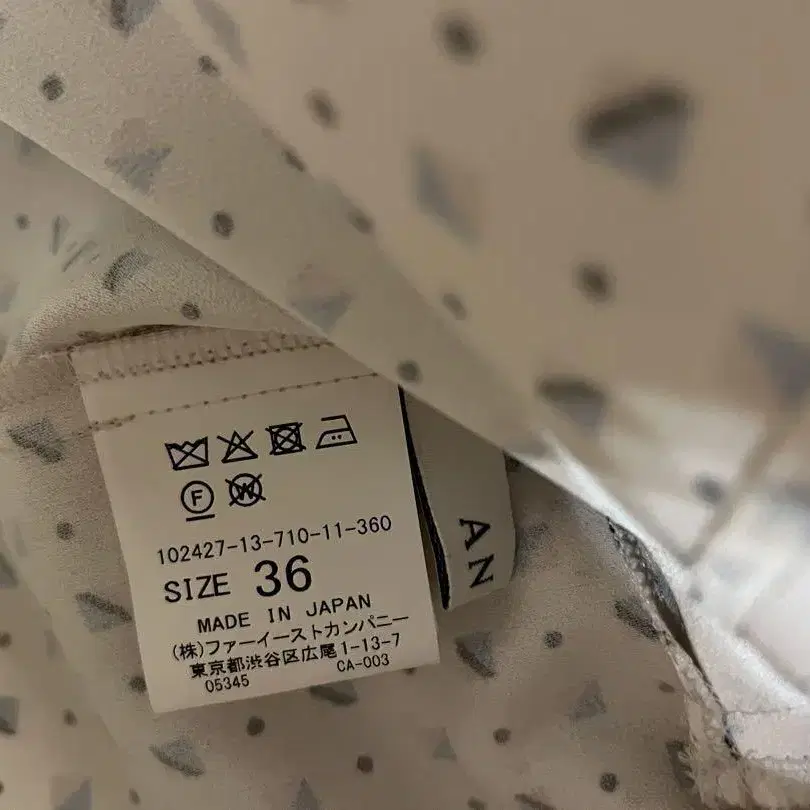 F
W
102427-13-710-11-360
SIZE 36
MADE IN JAPAN
(株)ファーイーストカンパニー
東京都渋谷区広尾1-13-7
05345 CA-003
AN